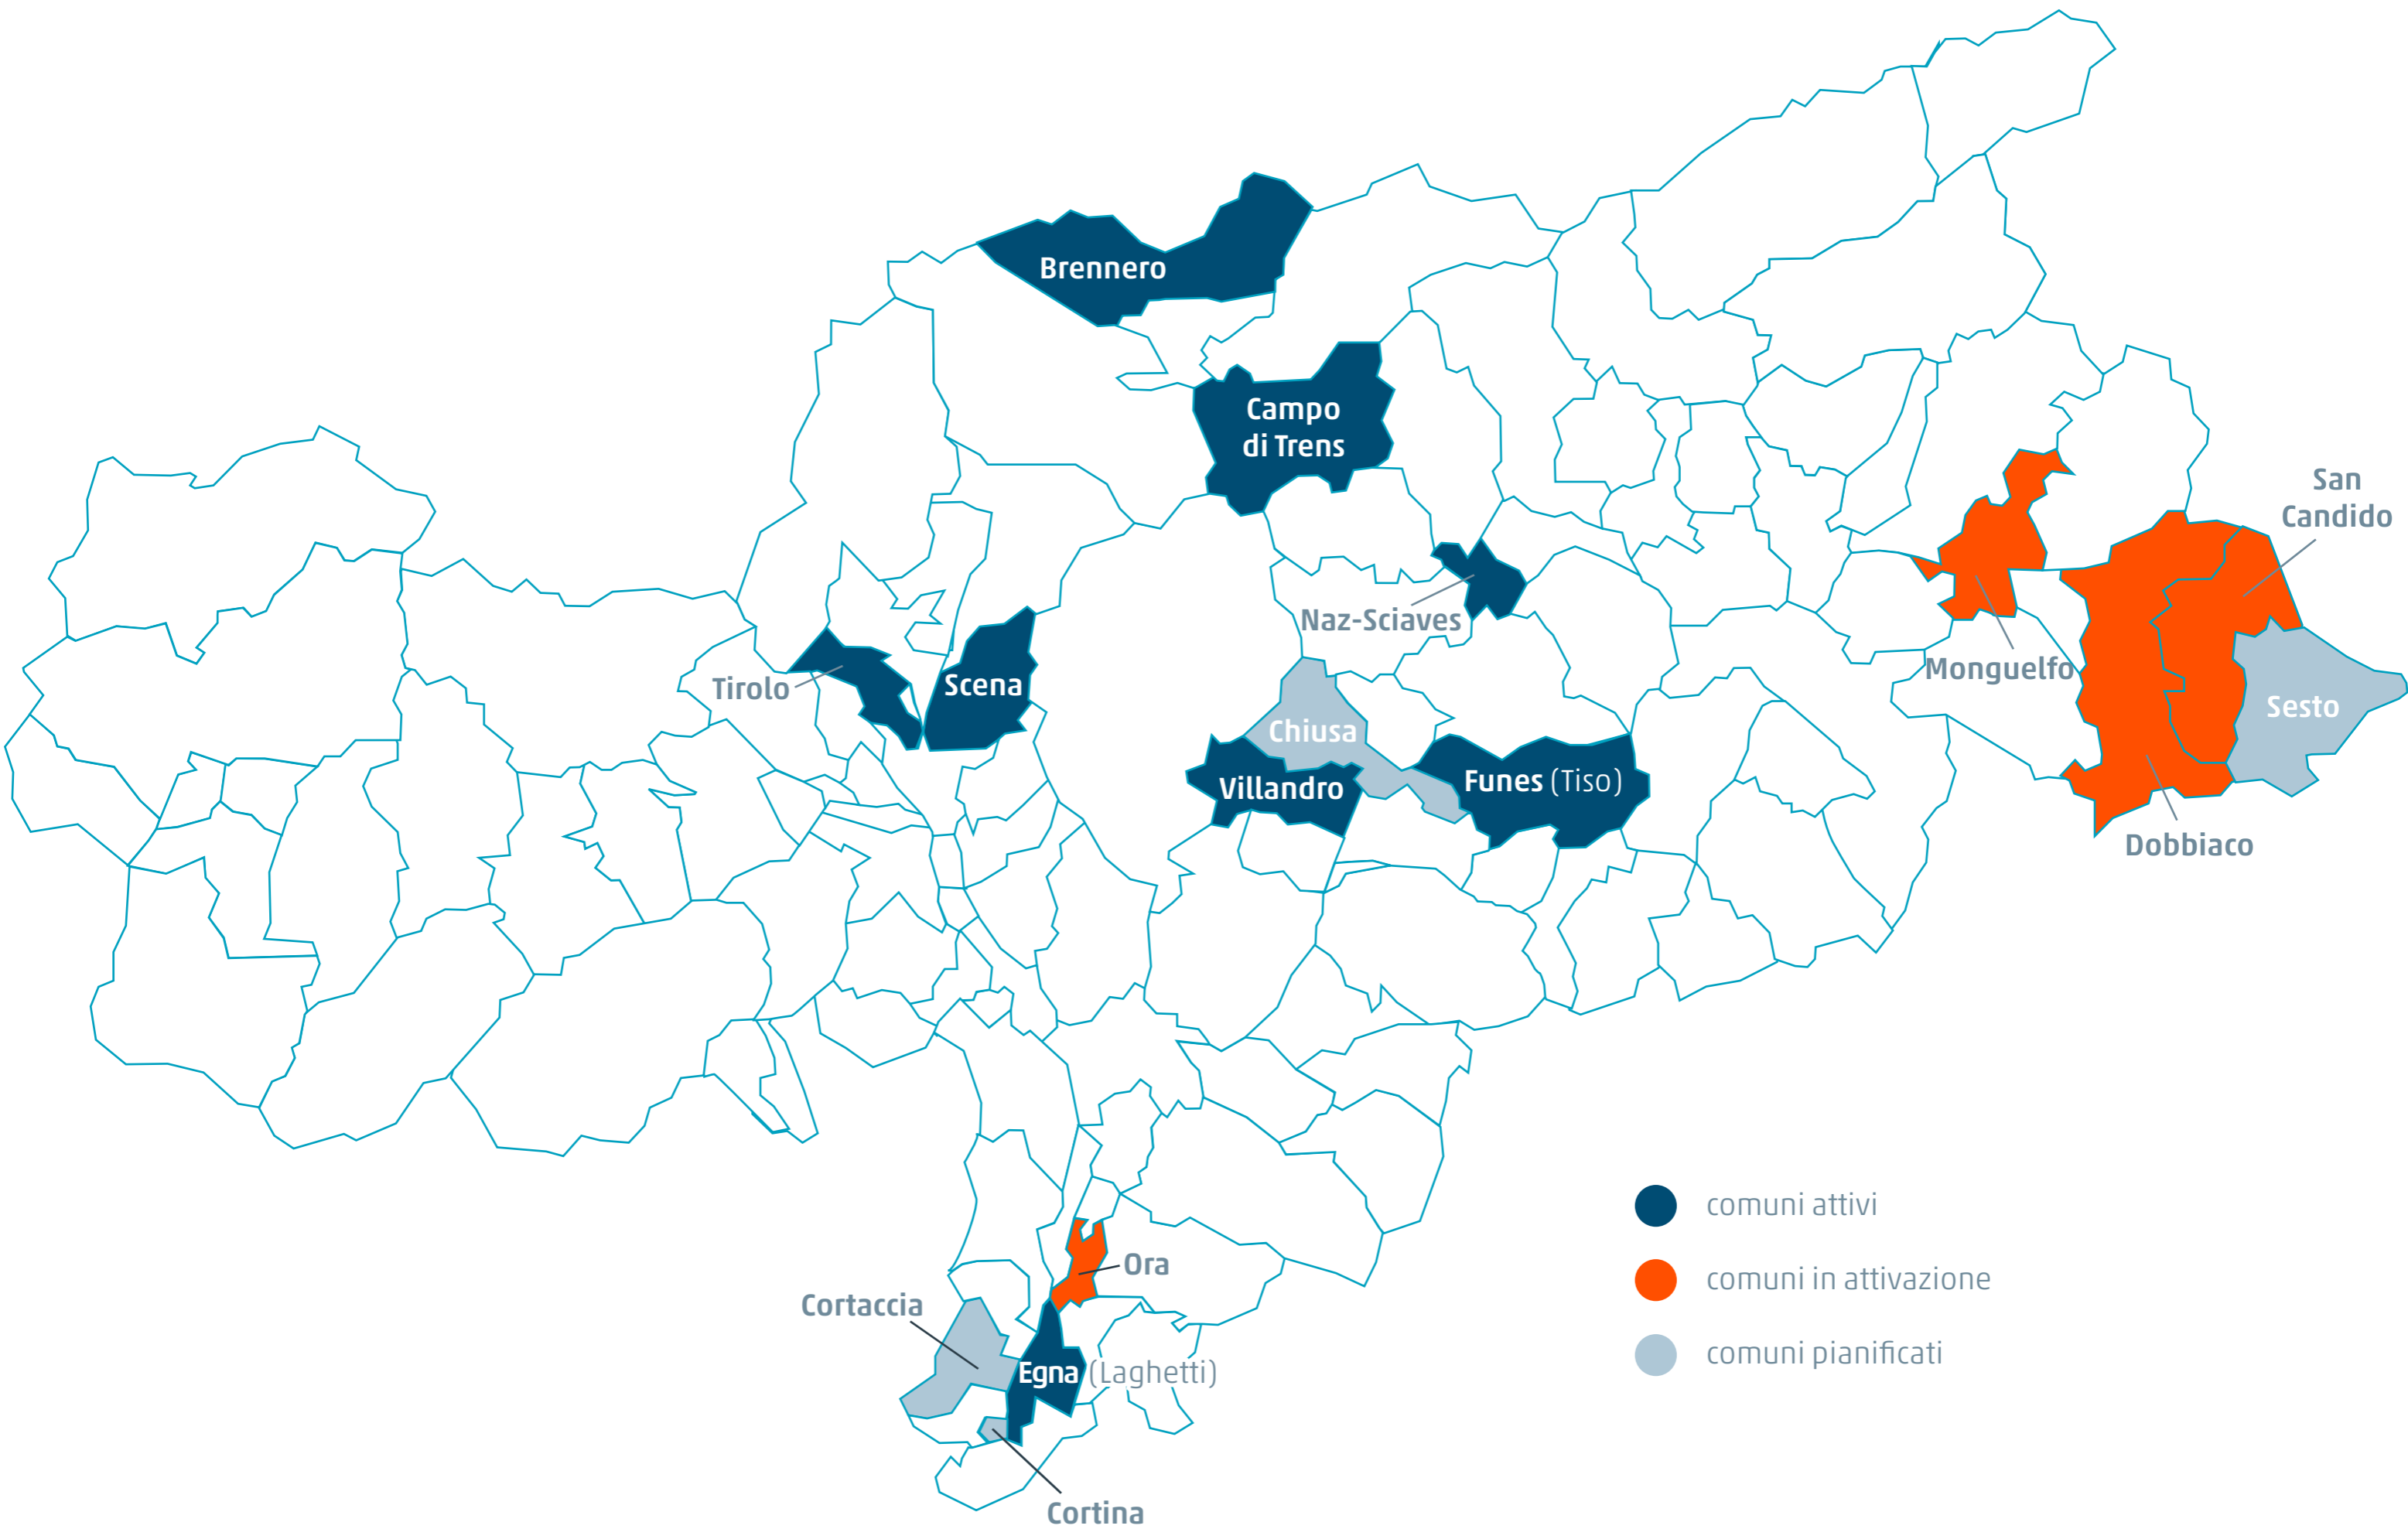 Brennero
Campo
di Trens
San
Candido
Naz-Sciaves
Monguelfo
Tirolo
Scena
Sesto
Chiusa
Villandro
Funes (Tiso)
Dobbiaco
comuni attivi
Ora
comuni in attivazione
Cortaccia
comuni pianificati
Egna (Laghetti)
Cortina